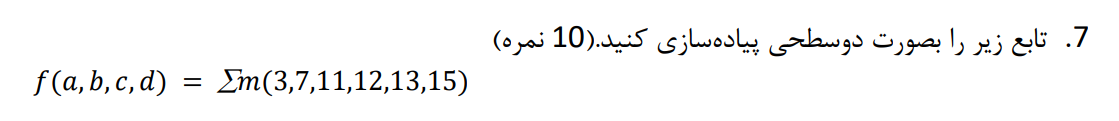 7. تابع زیر را بصورت دوسطحی پیاده‌سازی کنید.(10 نمره)
f(a,b,c,d) = Σm(3,7,11,12,13,15)